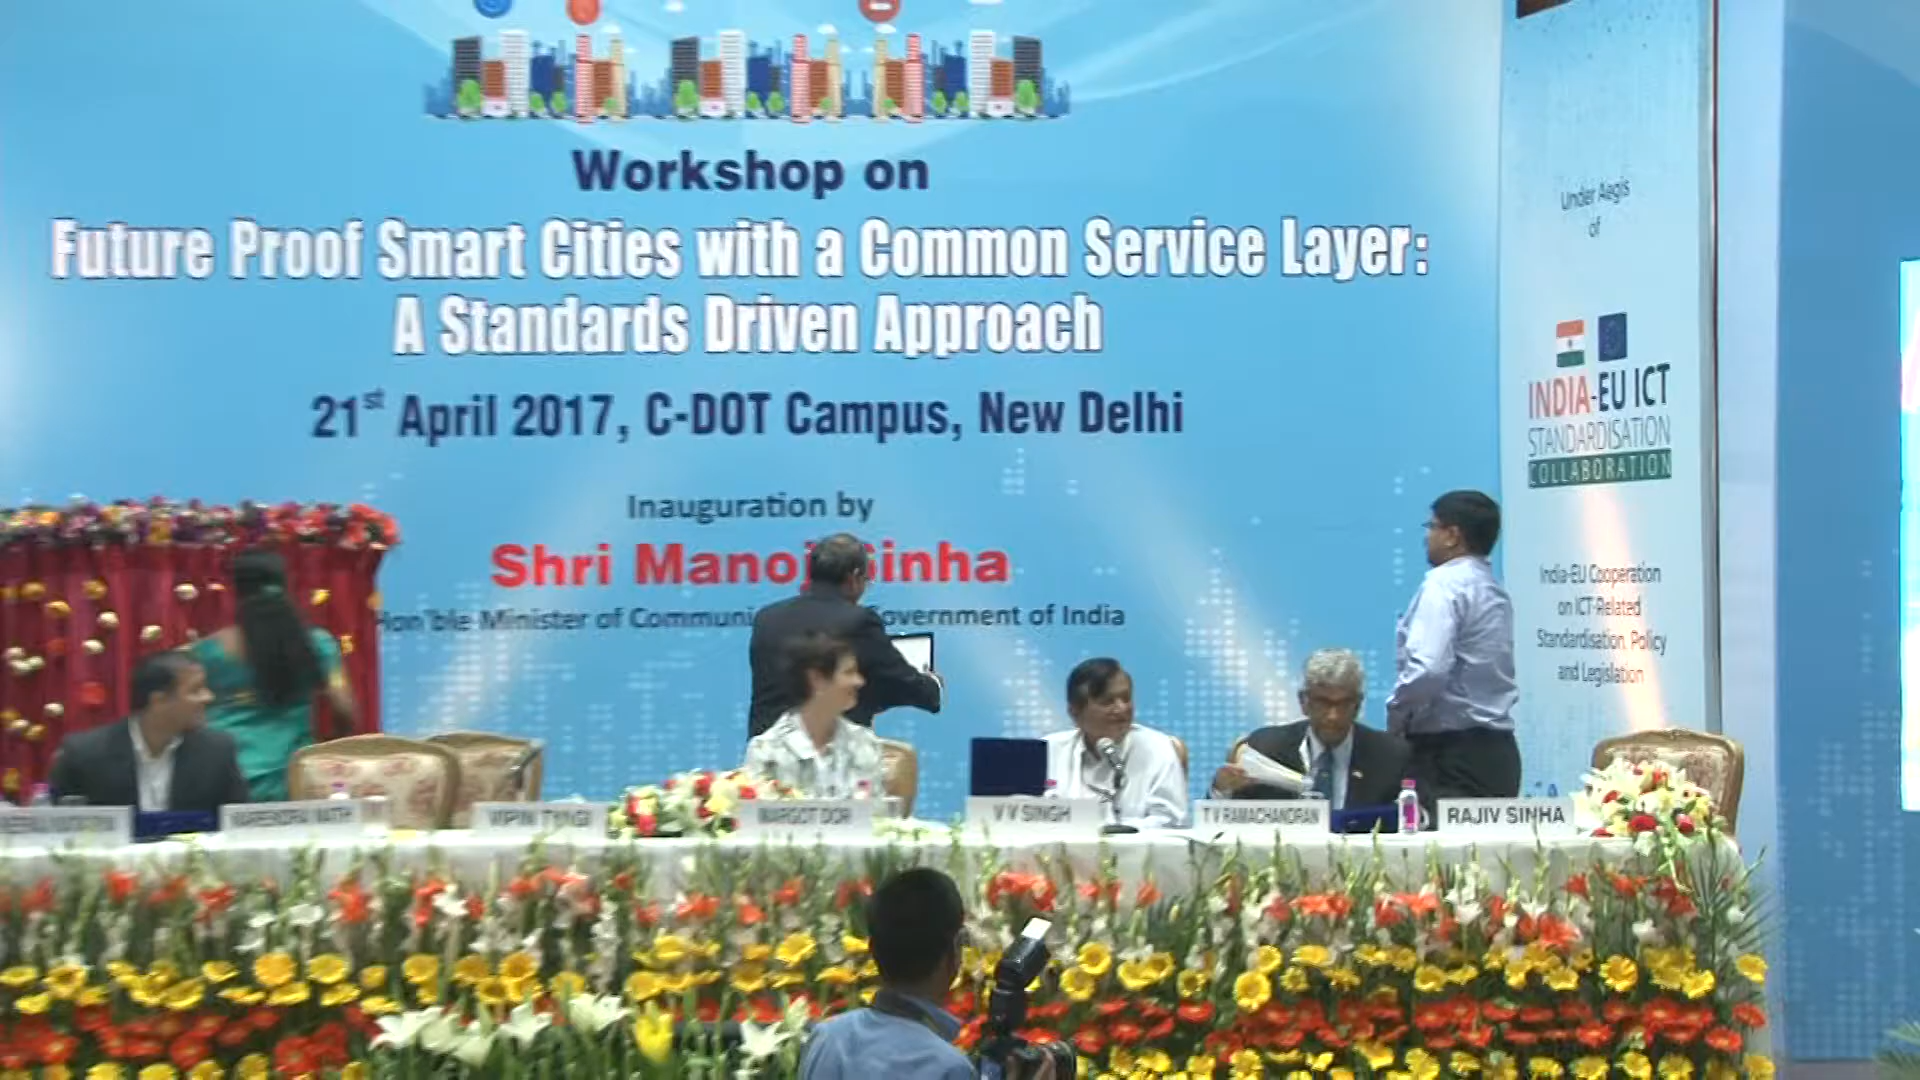 Workshop on
Future Proof Smart Cities with a Common Service Layer:
A Standards Driven Approach
21st April 2017, C-DOT Campus, New Delhi
Inauguration by
Shri Manoj Sinha
Hon'ble Minister of Communi overnment of India
Under Aegis
of
INDIA-EU ICT
STANDARDISATION
COLLABORATION
India-EU Cooperation
on ICT-Related
Standardisation, Policy
and Legislation
NARENDRA NATH
VIPIN TYAGI
MARGOT DOR
V V SINGH
T V RAMACHANDRAN
RAJIV SINHA